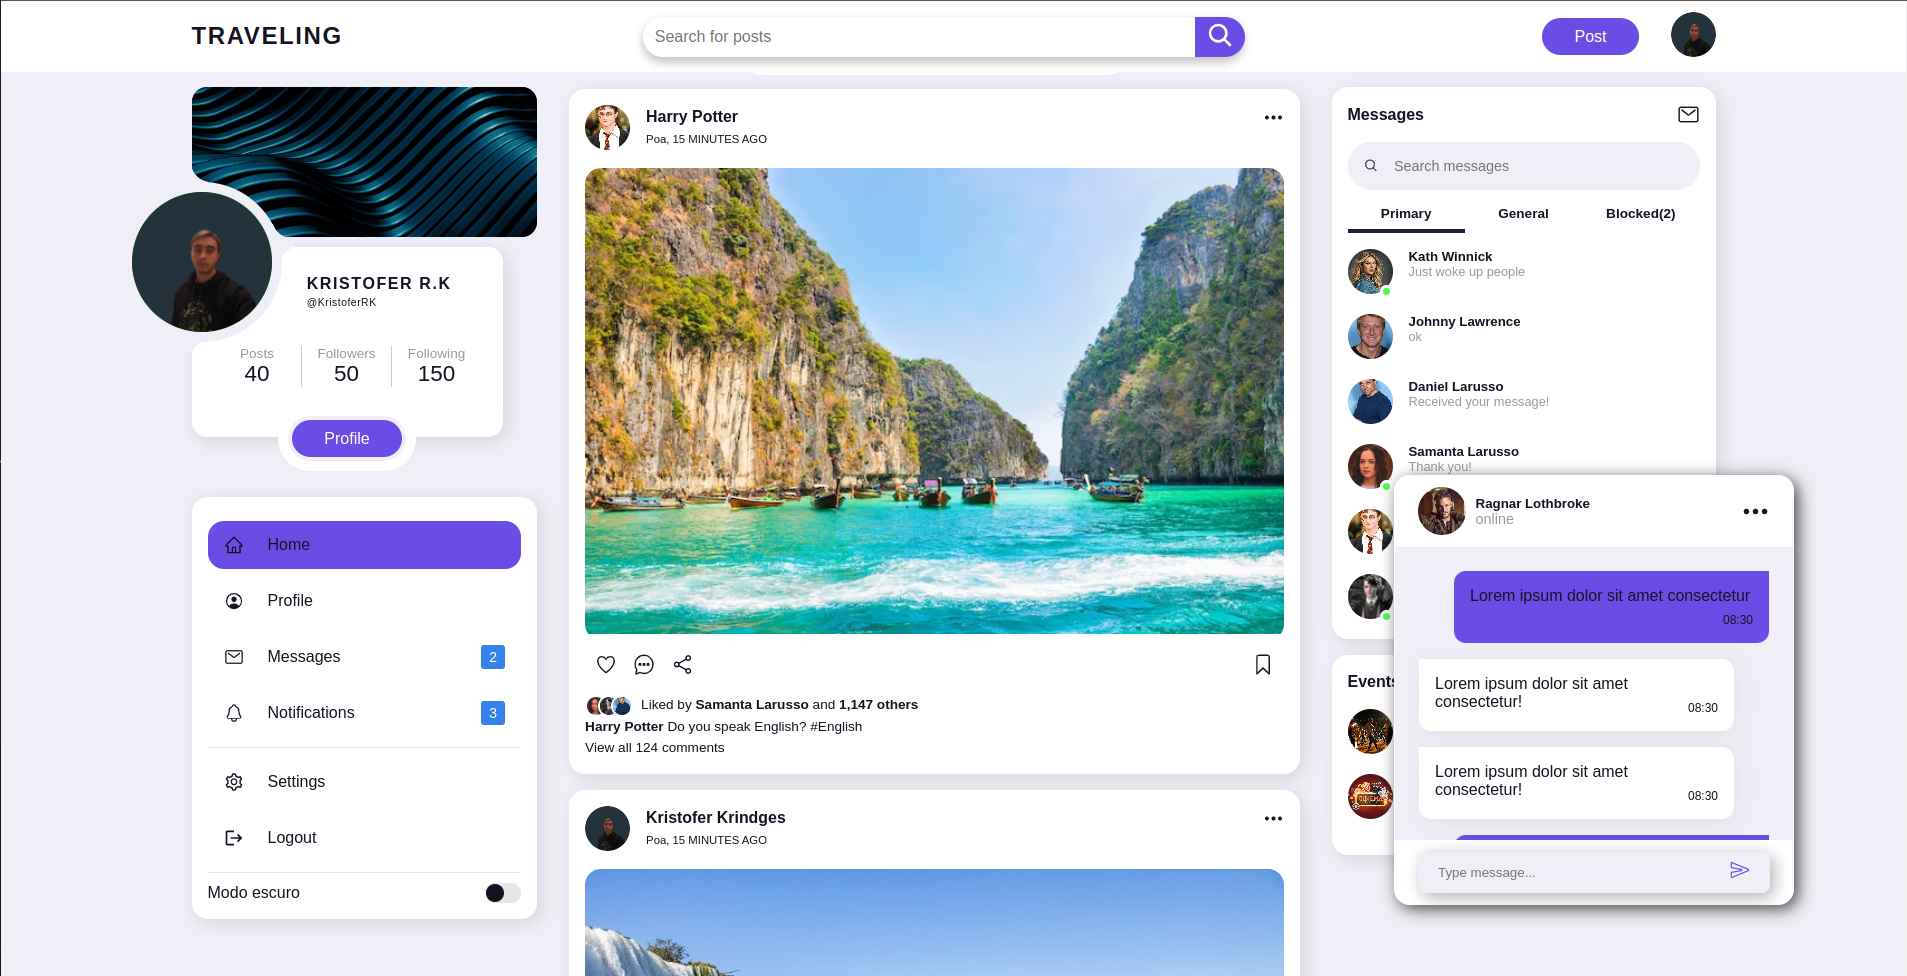 TRAVELING
Search for posts
Post
KRISTOFER R.K
@KristoferRK
Posts
40
Followers
50
Following
150
Profile
Home
Profile
Messages
2
Notifications
3
Settings
Logout
Modo escuro
Harry Potter
Poa, 15 MINUTES AGO
Liked by Samanta Larusso and 1,147 others
Harry Potter Do you speak English? #English
View all 124 comments
Kristofer Krindges
Poa, 15 MINUTES AGO
Messages
Search messages
Primary
General
Blocked(2)
Kath Winnick
Just woke up people
Johnny Lawrence
ok
Daniel Larusso
Received your message!
Samanta Larusso
Thank you!
Events
CINEMA
Ragnar Lothbroke
online
Lorem ipsum dolor sit amet consectetur
08:30
Lorem ipsum dolor sit amet
consectetur!
08:30
Lorem ipsum dolor sit amet
consectetur!
08:30
Type message...